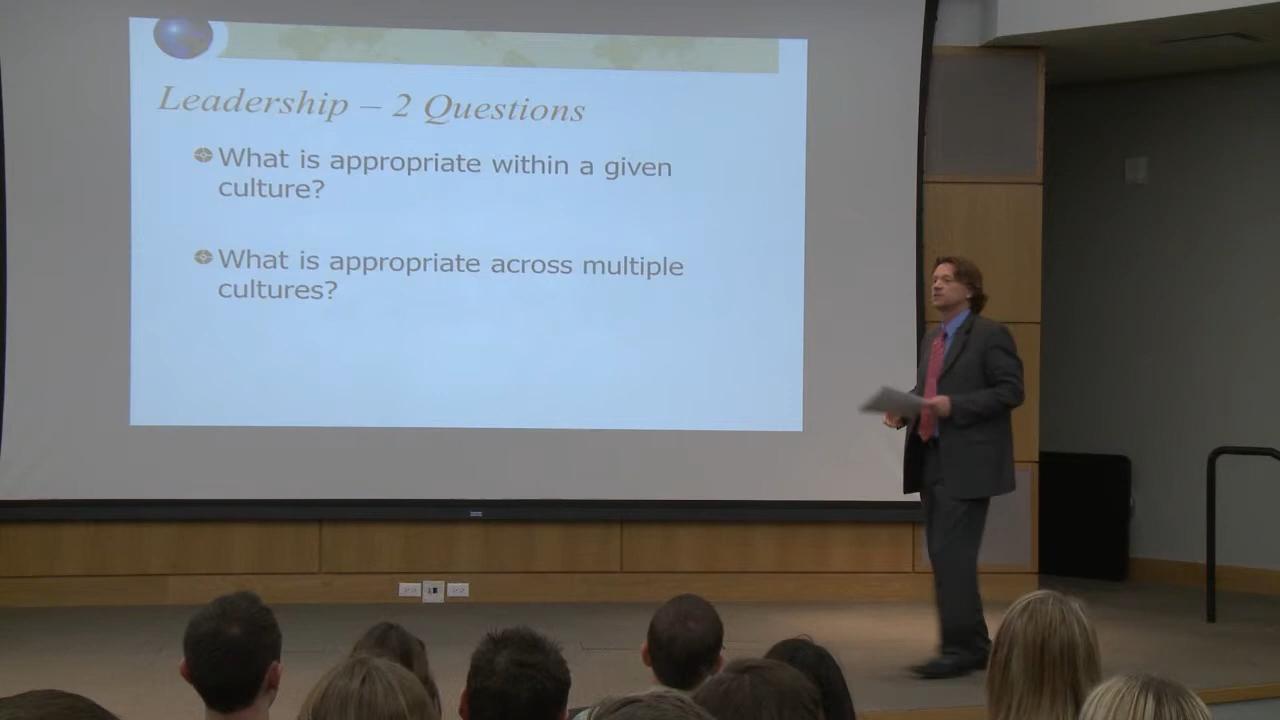 Leadership – 2 Questions
What is appropriate within a given
culture?
What is appropriate across multiple
cultures?